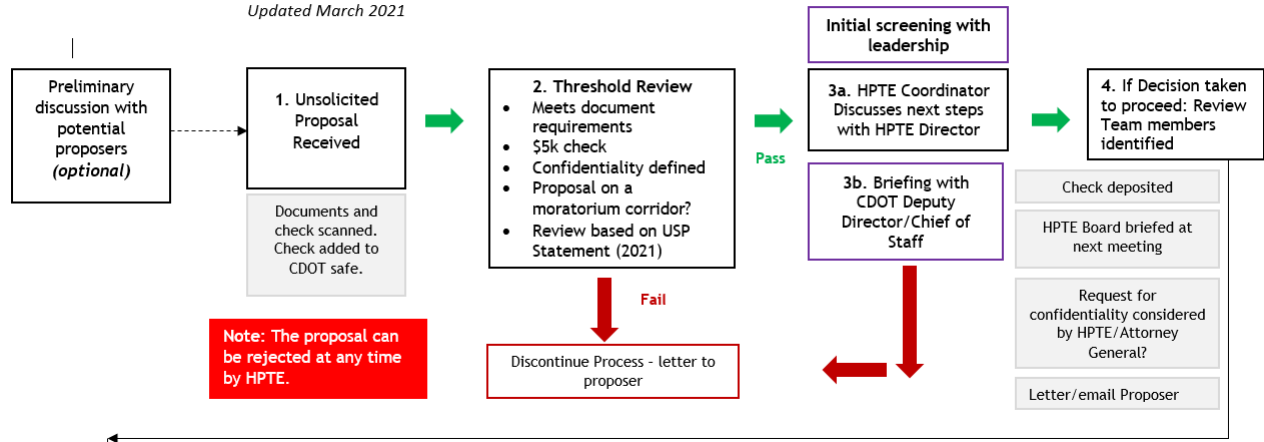 Updated March 2021
Preliminary
discussion with
potential
proposers
(optional)
1. Unsolicited
Proposal
Received
Documents and
check scanned.
Check added to
CDOT safe.
Note: The proposal can
be rejected at any time
by HPTE.
2. Threshold Review
• Meets document
requirements
• $5k check
• Confidentiality defined
• Proposal on a
moratorium corridor?
• Review based on USP
Statement (2021)
Fail
Discontinue Process - letter to
proposer
Pass
Initial screening with
leadership
3a. HPTE Coordinator
Discusses next steps
with HPTE Director
3b. Briefing with
CDOT Deputy
Director/Chief of
Staff
4. If Decision taken
to proceed: Review
Team members
identified
Check deposited
HPTE Board briefed at
next meeting
Request for
confidentiality considered
by HPTE/Attorney
General?
Letter/email Proposer